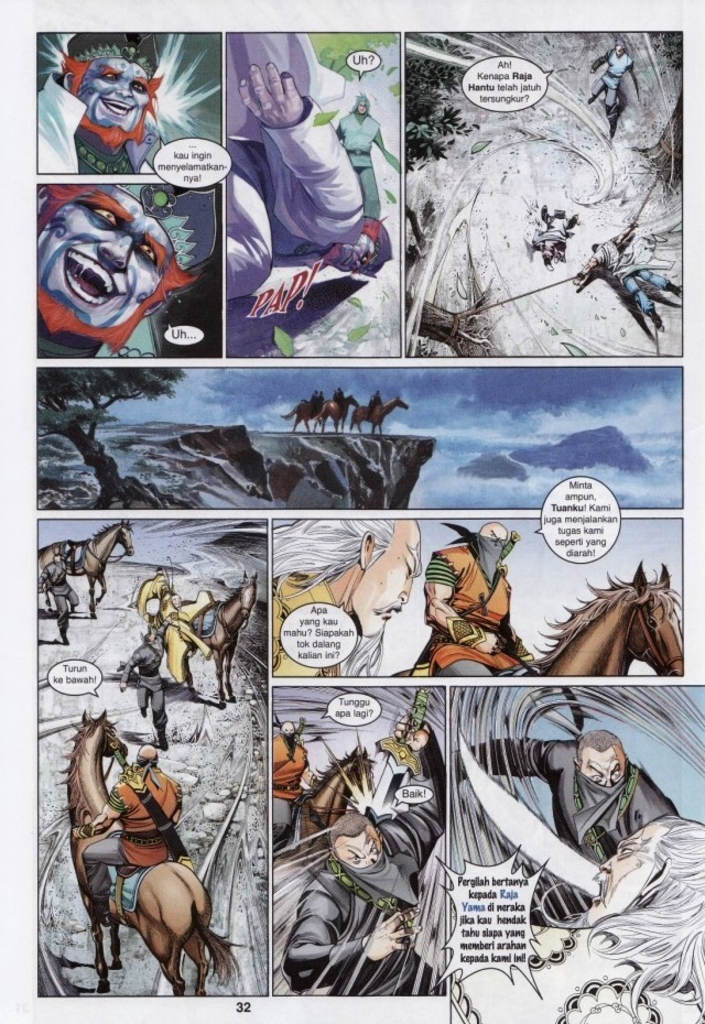 ...
kau ingin
menyelamatkan-
nya!
Uh...
Uh?
PAP!
Ah!
Kenapa Raja
Hantu telah jatuh
tersungkur?
Minta
ampun,
Tuanku! Kami
juga menjalankan
tugas kami
seperti yang
diarah!
Turun
ke bawah!
Apa
yang kau
mahu? Siapakah
tok dalang
kalian ini?
Tunggu
apa lagi?
Baik!
Pergilah bertanya
kepada Raja
Yama di neraka
jika kau hendak
tahu siapa yang
memberi arahan
kepada kami ini!
32